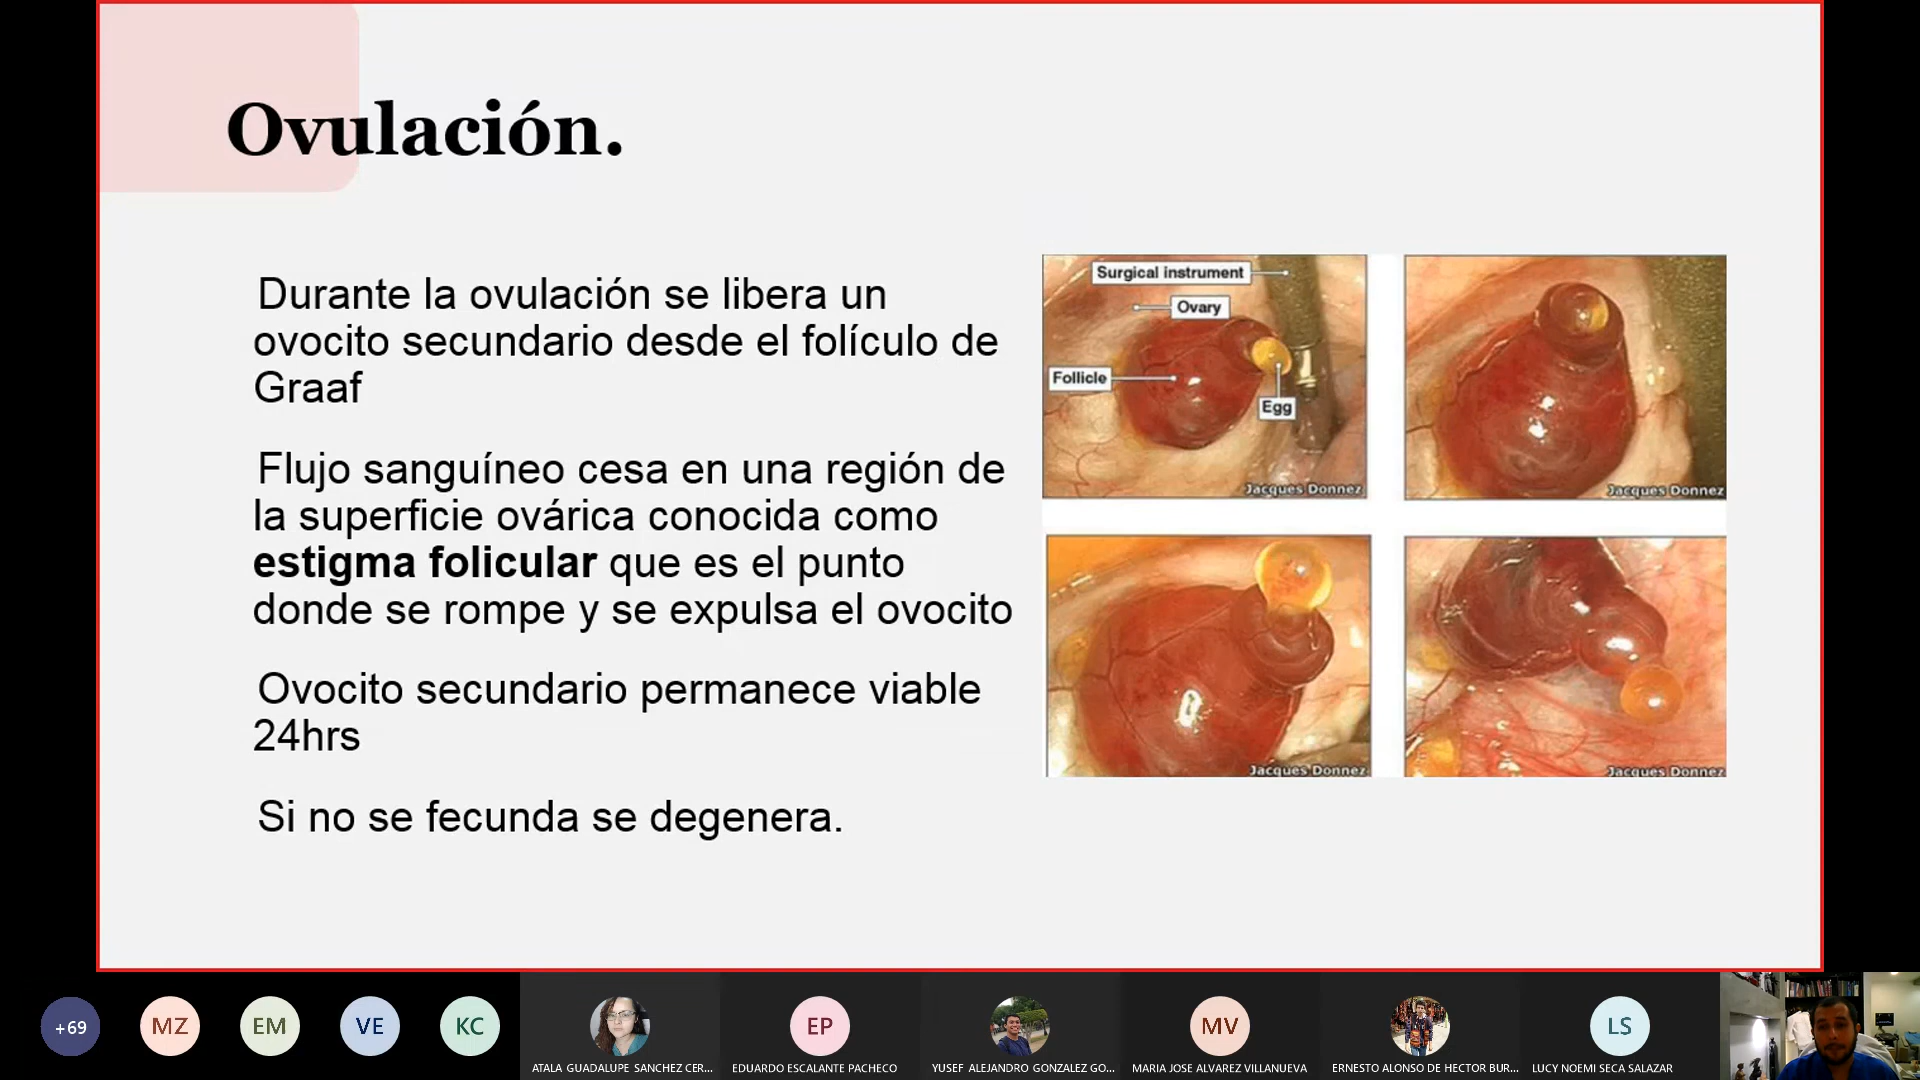 Ovulación.
Durante la ovulación se libera un
ovocito secundario desde el folículo de
Graaf
Flujo sanguíneo cesa en una región de
la superficie ovárica conocida como
estigma folicular que es el punto
donde se rompe y se expulsa el ovocito
Ovocito secundario permanece viable
24hrs
Si no se fecunda se degenera.
Surgical instrument
Ovary
Follicle
Egg
Jacques Donnez
Jacques Donnez
Jacques Donnez
Jacques Donnez
+69
MZ
EM
VE
KC
ATALA GUADALUPE SANCHEZ CER...
EP
EDUARDO ESCALANTE PACHECO
YUSEF ALEJANDRO GONZALEZ GO...
MV
MARIA JOSE ALVAREZ VILLANUEVA
ERNESTO ALONSO DE HECTOR BUR...
LS
LUCY NOEMI SECA SALAZAR